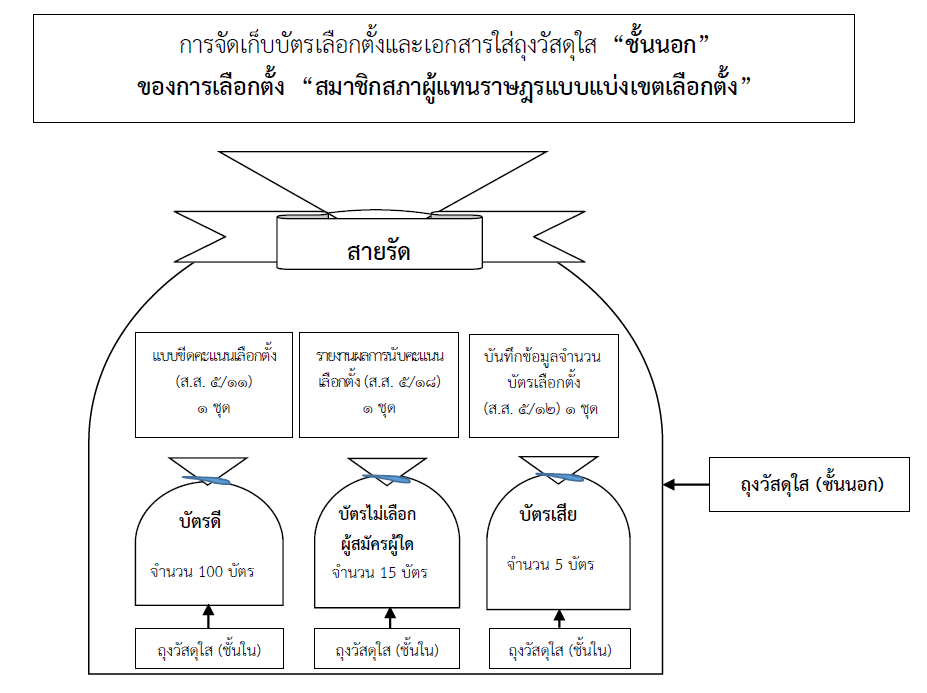 การจัดเก็บบัตรเลือกตั้งและเอกสารใส่ถุงวัสดุใส “ชั้นนอก”
ของการเลือกตั้ง “สมาชิกสภาผู้แทนราษฎรแบบแบ่งเขตเลือกตั้ง”
สายรัด
แบบขีดคะแนนเลือกตั้ง
(ส.ส. ๕/๑๑)
๑ ชุด
รายงานผลการนับคะแนน
เลือกตั้ง (ส.ส. ๕/๑๘)
๑ ชุด
บันทึกข้อมูลจำนวน
บัตรเลือกตั้ง
(ส.ส. ๕/๑๒) ๑ ชุด
ถุงวัสดุใส (ชั้นนอก)
บัตรดี
จำนวน 100 บัตร
บัตรไม่เลือก
ผู้สมัครผู้ใด
จำนวน 15 บัตร
บัตรเสีย
จำนวน 5 บัตร
ถุงวัสดุใส (ชั้นใน)
ถุงวัสดุใส (ชั้นใน)
ถุงวัสดุใส (ชั้นใน)